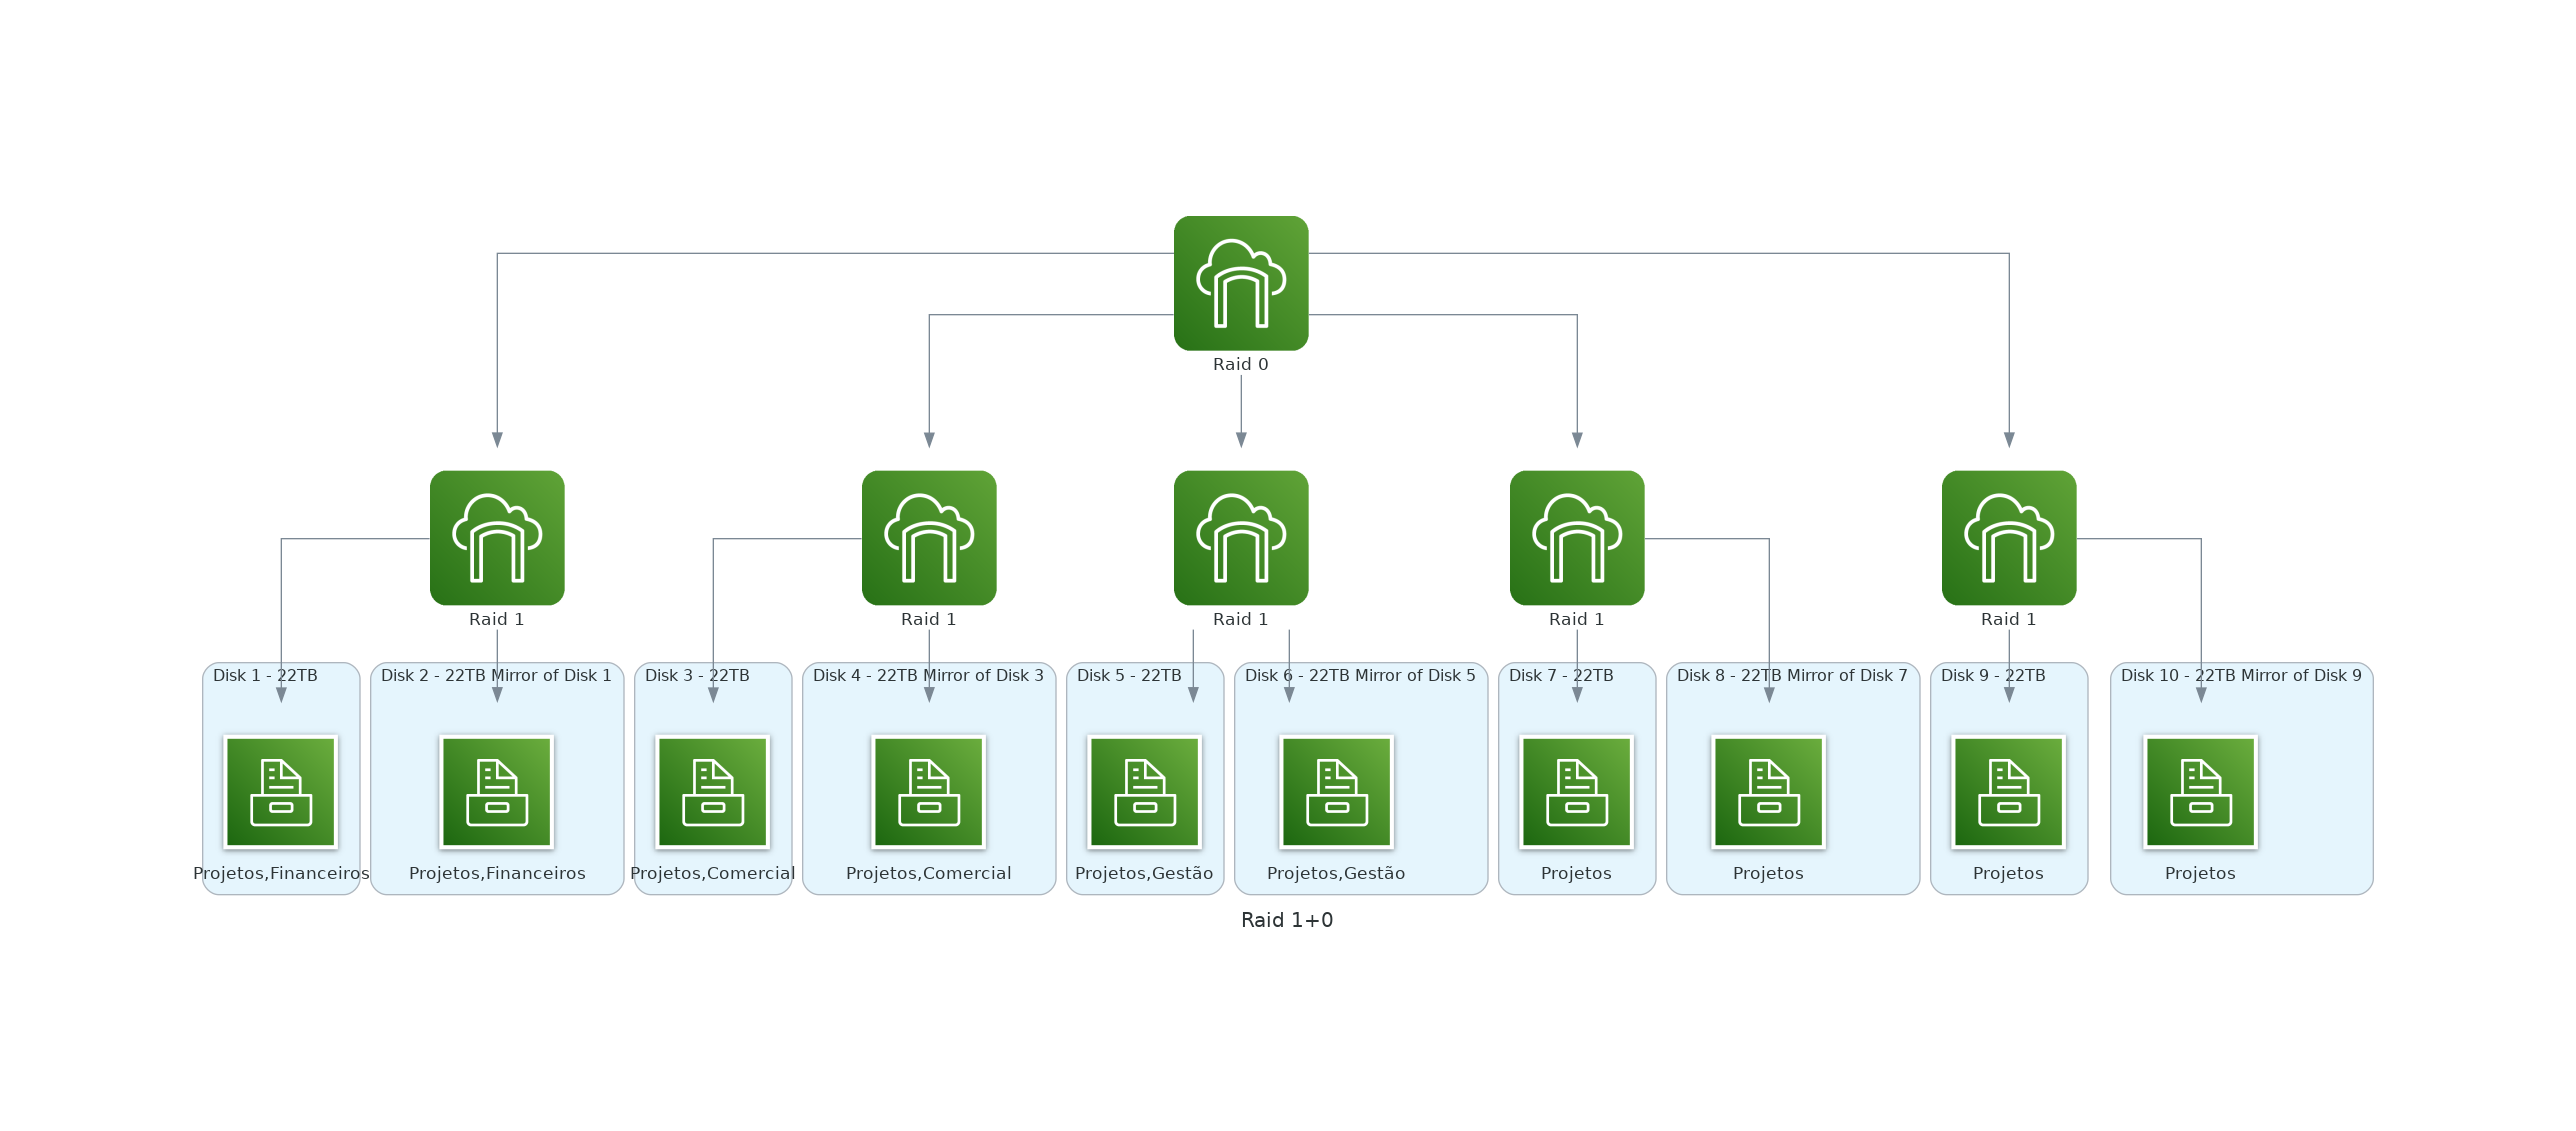 Raid 0
Raid 1
Raid 1
Raid 1
Raid 1
Raid 1
Disk 1 - 22TB
Disk 2 - 22TB Mirror of Disk 1
Disk 3 - 22TB
Disk 4 - 22TB Mirror of Disk 3
Disk 5 - 22TB
Disk 6 - 22TB Mirror of Disk 5
Disk 7 - 22TB
Disk 8 - 22TB Mirror of Disk 7
Disk 9 - 22TB
Disk 10 - 22TB Mirror of Disk 9
Projetos,Financeiros
Projetos,Financeiros
Projetos,Comercial
Projetos,Comercial
Projetos,Gestão
Projetos,Gestão
Projetos
Projetos
Projetos
Projetos
Raid 1+0